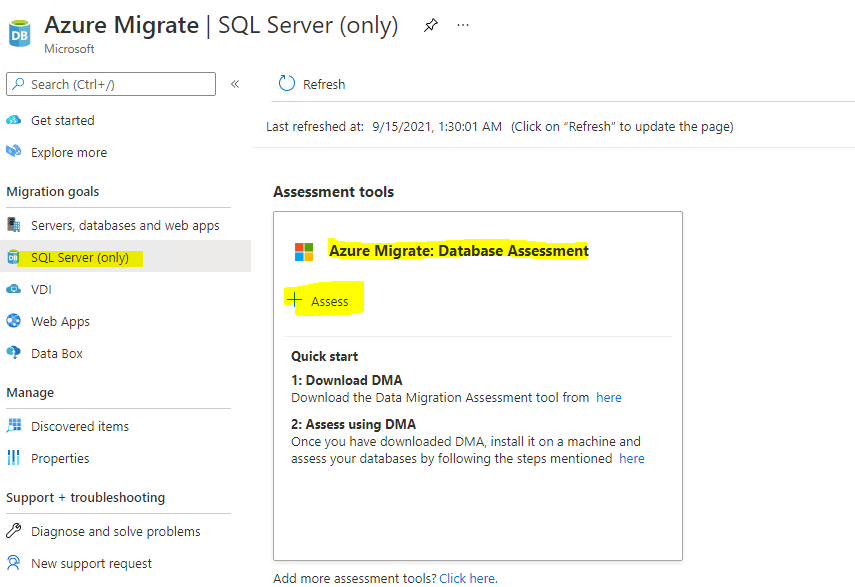 Azure Migrate | SQL Server (only)
...
Microsoft
Search (Ctrl+/)
«
Get started
Explore more
Migration goals
Servers, databases and web apps
DB SQL Server (only)
VDI
Web Apps
Data Box
Manage
Discovered items
Properties
Support + troubleshooting
Diagnose and solve problems
New support request
Refresh
Last refreshed at: 9/15/2021, 1:30:01 AM (Click on “Refresh” to update the page)
Assessment tools
Azure Migrate: Database Assessment
+ Assess
Quick start
1: Download DMA
Download the Data Migration Assessment tool from here
2: Assess using DMA
Once you have downloaded DMA, install it on a machine and
assess your databases by following the steps mentioned here
Add more assessment tools? Click here.